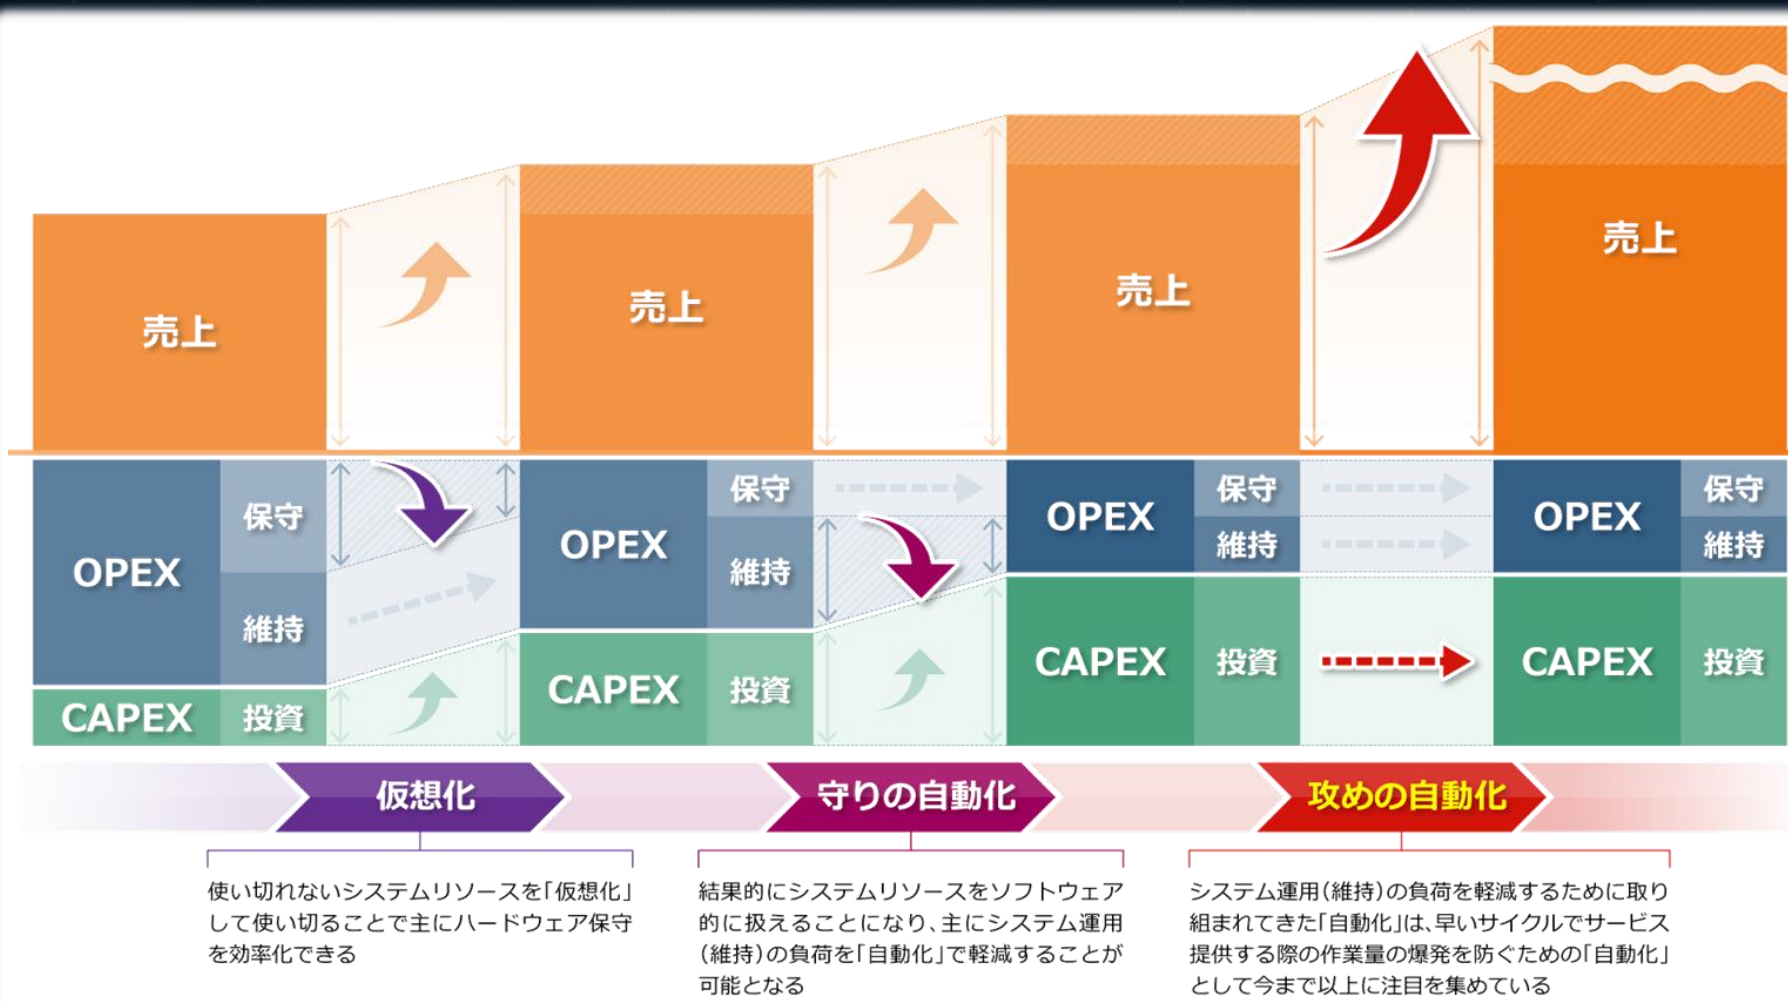 売上
売上
売上
売上
OPEX
保守
維持
CAPEX
投資
OPEX
保守
維持
CAPEX
投資
OPEX
保守
維持
CAPEX
投資
OPEX
保守
維持
CAPEX
投資
仮想化
守りの自動化
攻めの自動化
使い切れないシステムリソースを「仮想化」
して使い切ることで主にハードウェア保守
を効率化できる
結果的にシステムリソースをソフトウェア
的に扱えることになり、主にシステム運用
(維持)の負荷を「自動化」で軽減することが
可能となる
システム運用(維持)の負荷を軽減するために取り
組まれてきた「自動化」は、早いサイクルでサービス
提供する際の作業量の爆発を防ぐための「自動化」
として今まで以上に注目を集めている